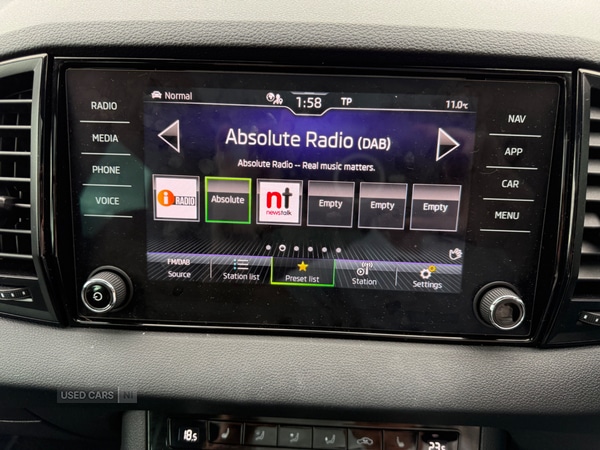 RADIO
MEDIA
PHONE
VOICE
Normal
1:58
TP
11.0°C
Absolute Radio (DAB)
Absolute Radio -- Real music matters.
i RADIO
Absolute
nt newstalk
Empty
Empty
Empty
FM/DAB
Source
Station list
Preset list
Station
Settings
NAV
APP
CAR
MENU
USED CARS NI
18.5
23.5